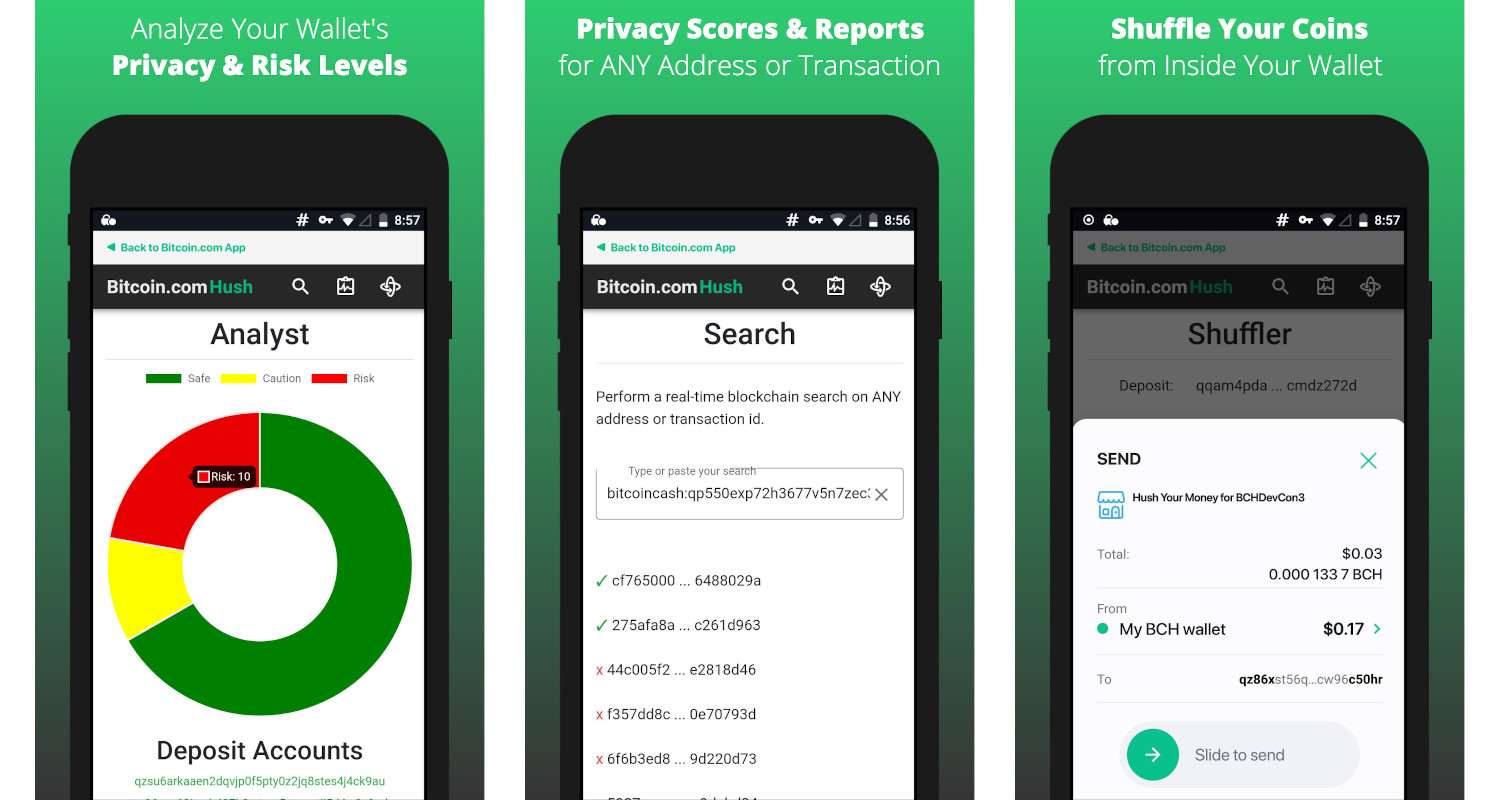 Analyze Your Wallet's
Privacy & Risk Levels
8:57
Back to Bitcoin.com App
Bitcoin.com Hush
Analyst
Safe Caution Risk
Risk: 10
Deposit Accounts
qzsu6arkaaen2dqvjp0f5pty0z2jq8stes4j4ck9au
Privacy Scores & Reports
for ANY Address or Transaction
8:56
Back to Bitcoin.com App
Bitcoin.com Hush
Search
Perform a real-time blockchain search on ANY
address or transaction id.
Type or paste your search
bitcoincash:qp550exp72h3677v5n7zec
cf765000 ... 6488029a
275afa8a ... c261d963
x 44c005f2 ... e2818d46
x f357dd8c ... 0e70793d
x 6f6b3ed8 ... 9d220d73
Shuffle Your Coins
from Inside Your Wallet
8:57
Back to Bitcoin.com App
Bitcoin.com Hush
Shuffler
Deposit: qqam4pda ... cmdz272d
SEND
Hush Your Money for BCHDevCon3
Total: $0.03
0.000 133 7 BCH
From
My BCH wallet $0.17
To qz86xst56q...cw96c50hr
Slide to send